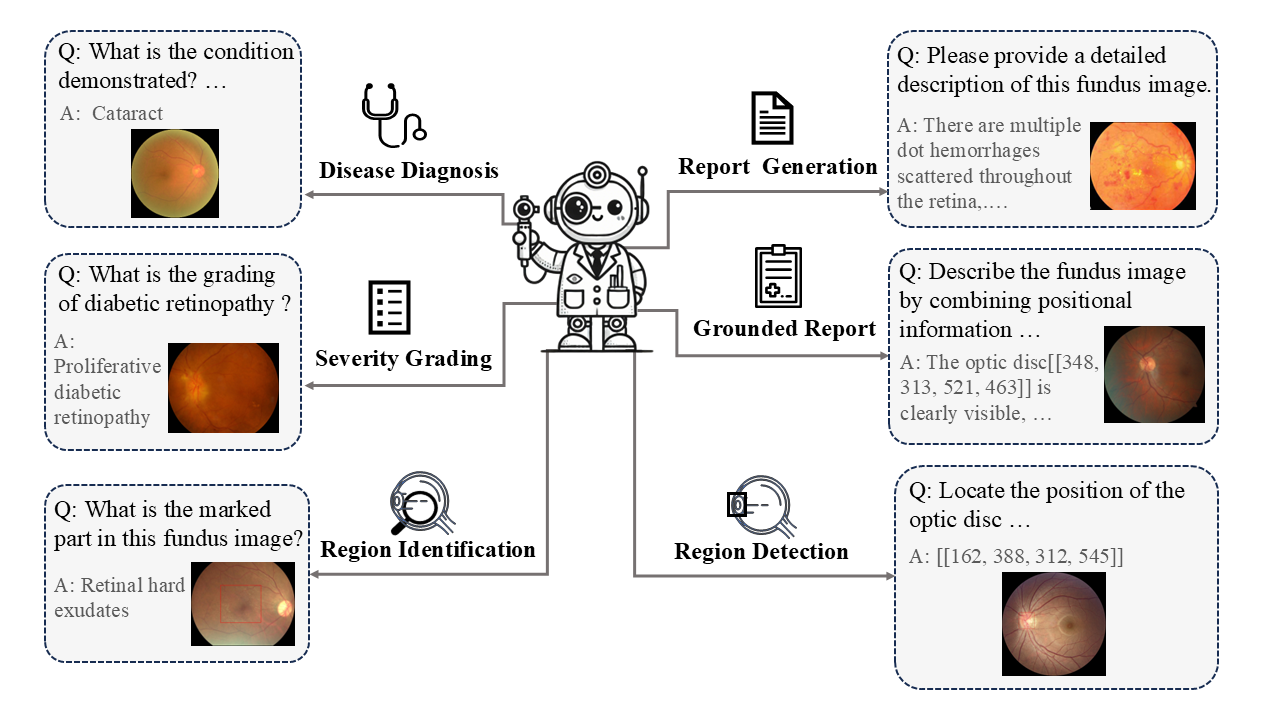 Q: What is the condition
demonstrated? …
A: Cataract
Disease Diagnosis
Q: What is the grading
of diabetic retinopathy ?
A:
Proliferative
diabetic
retinopathy
Severity Grading
Q: What is the marked
part in this fundus image?
A: Retinal hard
exudates
Region Identification
Report Generation
Q: Please provide a detailed
description of this fundus image.
A: There are multiple
dot hemorrhages
scattered throughout
the retina,….
Grounded Report
Q: Describe the fundus image
by combining positional
information …
A: The optic disc[[348,
313, 521, 463]] is
clearly visible, …
Region Detection
Q: Locate the position of the
optic disc …
A: [[162, 388, 312, 545]]